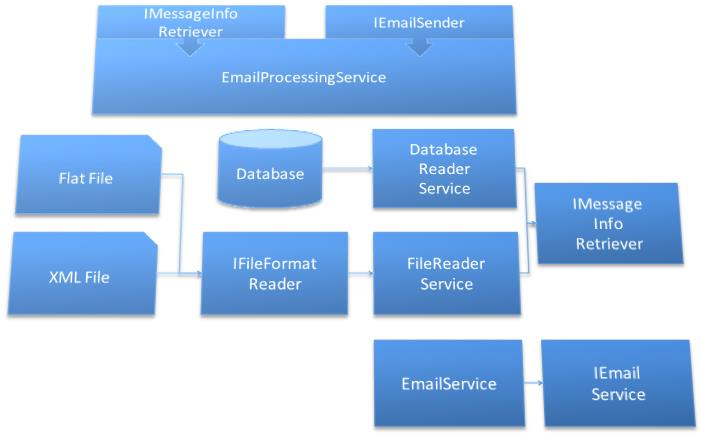 IMessageInfo
Retriever
IEmailSender
EmailProcessingService
Flat File
Database
Database
Reader
Service
IMessage
Info
Retriever
XML File
IFileFormat
Reader
FileReader
Service
EmailService
IEmail
Service